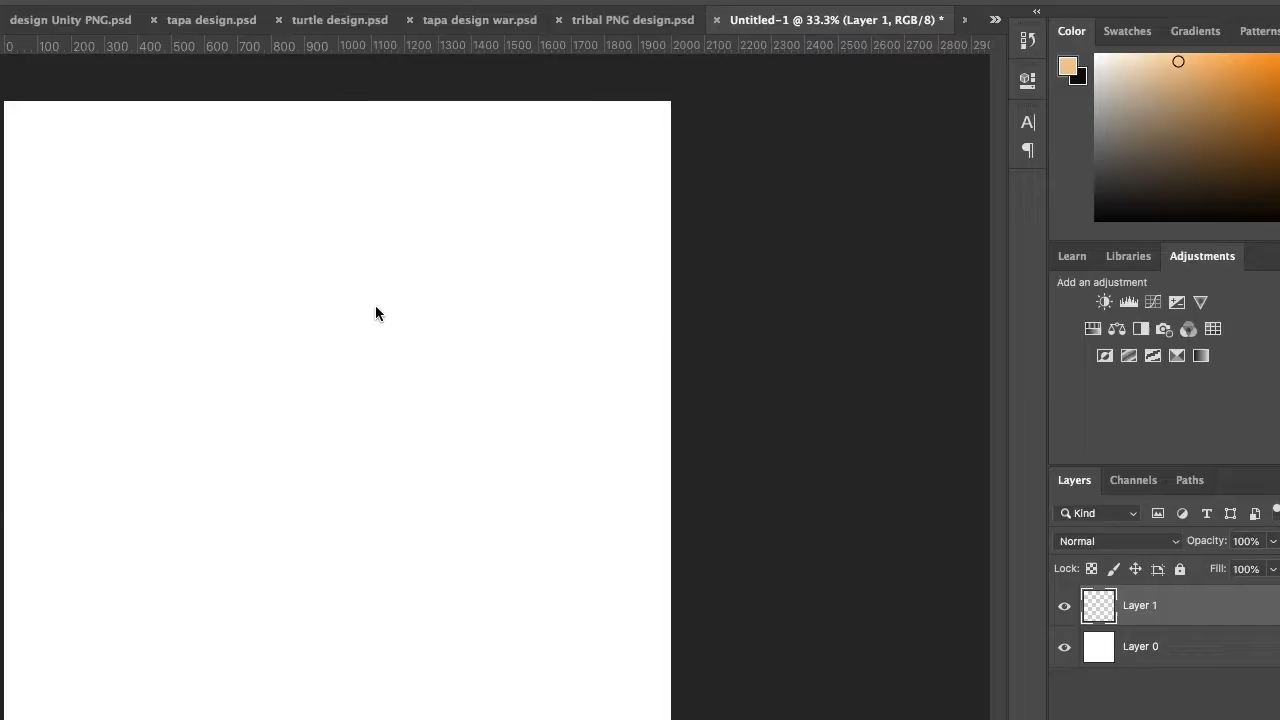 design Unity PNG.psd × tapa design.psd × turtle design.psd × tapa design war.psd × tribal PNG design.psd × Untitled-1 @ 33.3% (Layer 1, RGB/8) * ×
0 100 200 300 400 500 600 700 800 900 1000 1100 1200 1300 1400 1500 1600 1700 1800 1900 2000 2100 2200 2300 2400 2500 2600 2700 2800 290
Color Swatches Gradients Patterns
A
Learn Libraries Adjustments
Add an adjustment
Layers Channels Paths
Kind
Normal Opacity: 100%
Lock: Fill: 100%
Layer 1
Layer 0